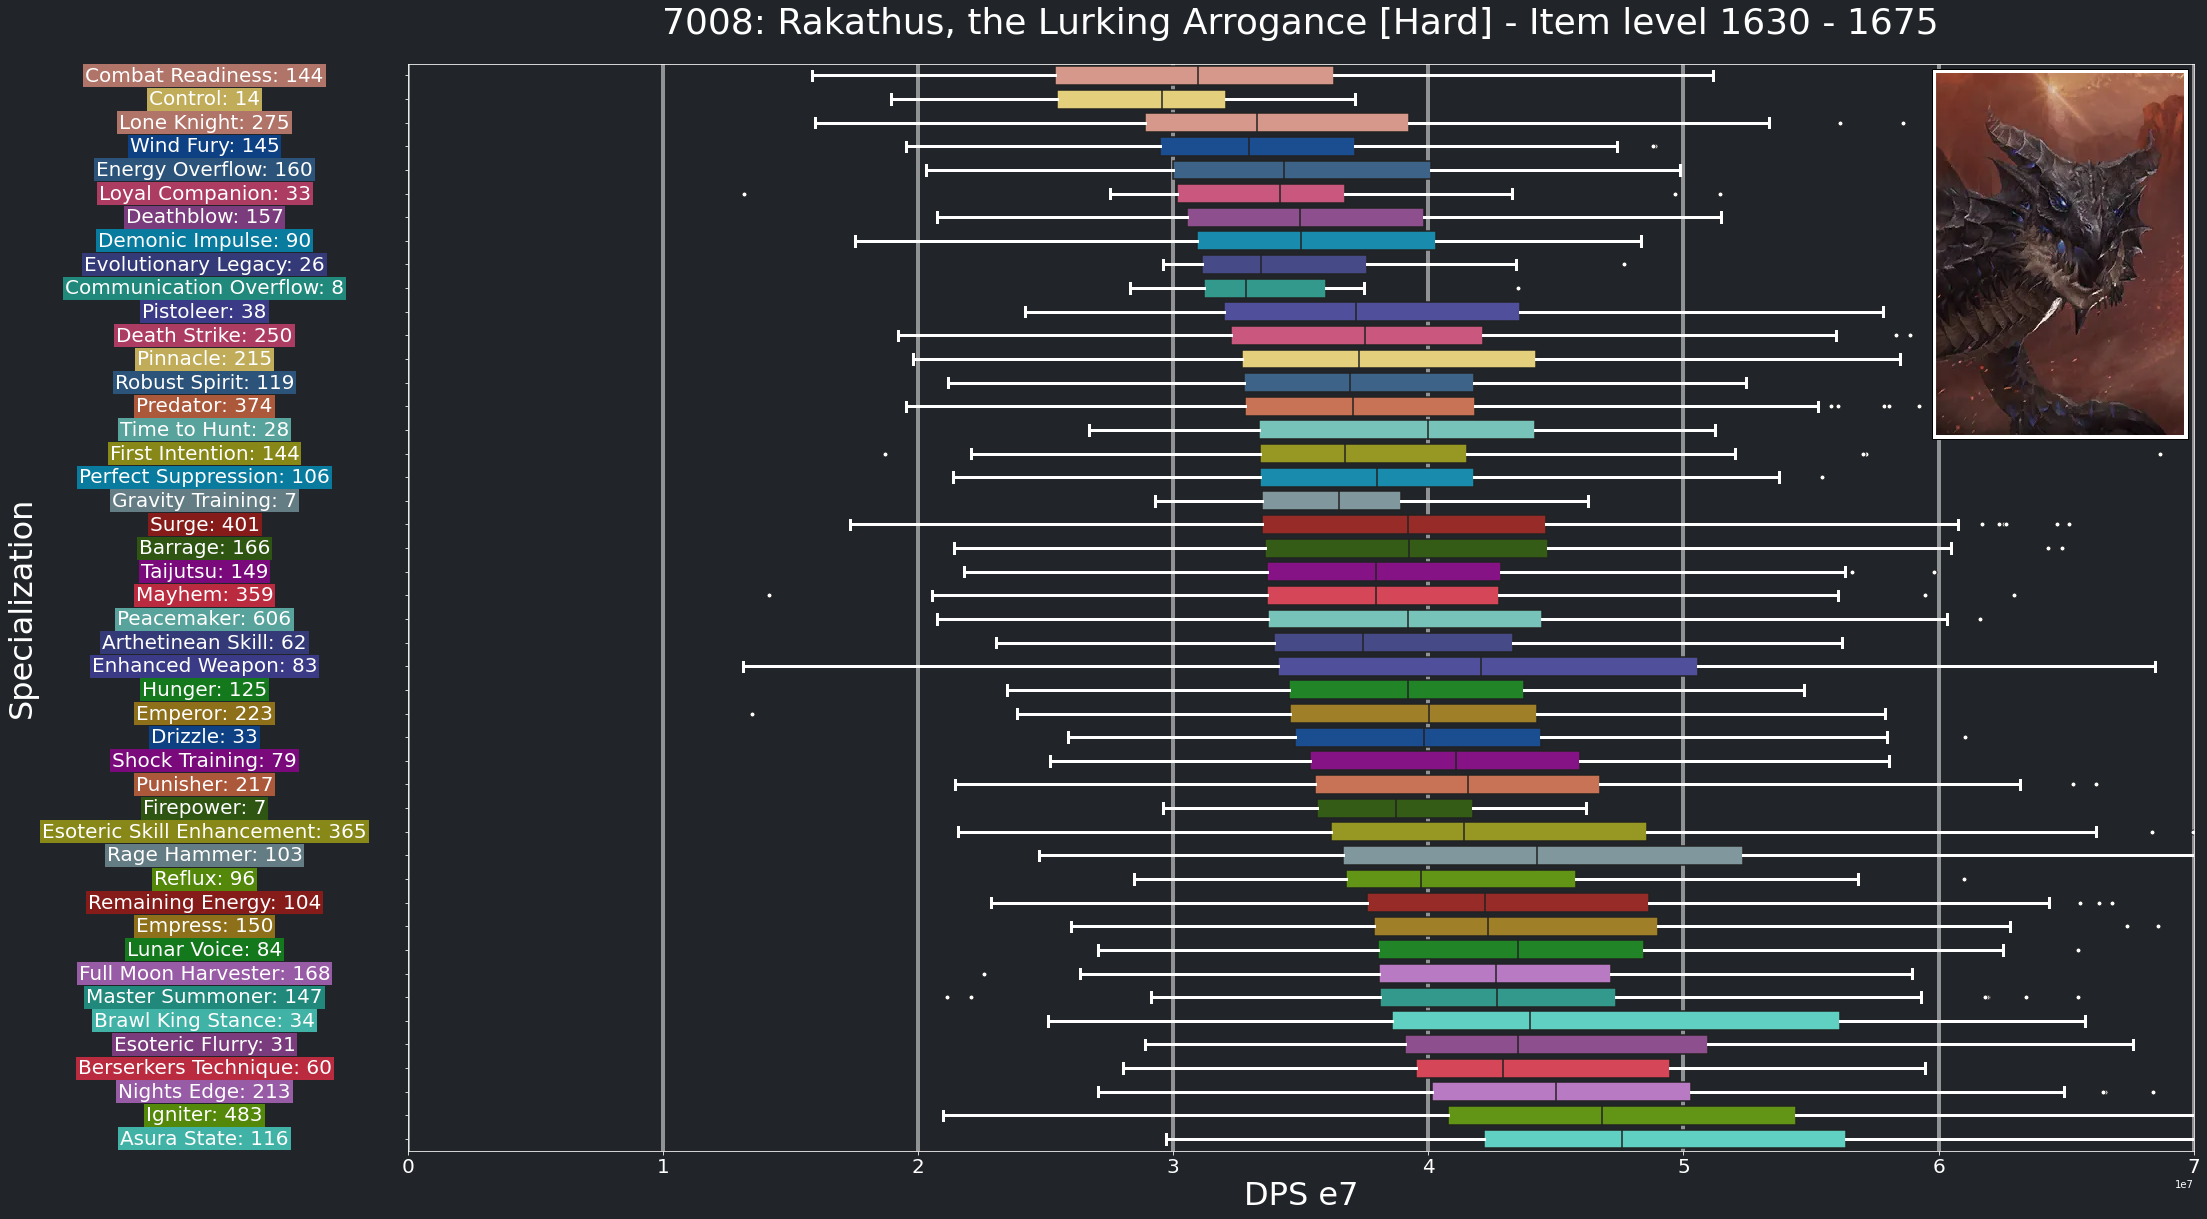 7008: Rakathus, the Lurking Arrogance [Hard] - Item level 1630 - 1675
Specialization
Combat Readiness: 144
Control: 14
Lone Knight: 275
Wind Fury: 145
Energy Overflow: 160
Loyal Companion: 33
Deathblow: 157
Demonic Impulse: 90
Evolutionary Legacy: 26
Communication Overflow: 8
Pistoleer: 38
Death Strike: 250
Pinnacle: 215
Robust Spirit: 119
Predator: 374
Time to Hunt: 28
First Intention: 144
Perfect Suppression: 106
Gravity Training: 7
Surge: 401
Barrage: 166
Taijutsu: 149
Mayhem: 359
Peacemaker: 606
Arthetinean Skill: 62
Enhanced Weapon: 83
Hunger: 125
Emperor: 223
Drizzle: 33
Shock Training: 79
Punisher: 217
Firepower: 7
Esoteric Skill Enhancement: 365
Rage Hammer: 103
Reflux: 96
Remaining Energy: 104
Empress: 150
Lunar Voice: 84
Full Moon Harvester: 168
Master Summoner: 147
Brawl King Stance: 34
Esoteric Flurry: 31
Berserkers Technique: 60
Nights Edge: 213
Igniter: 483
Asura State: 116
0 1 2 3 4 5 6 7
1e7
DPS e7